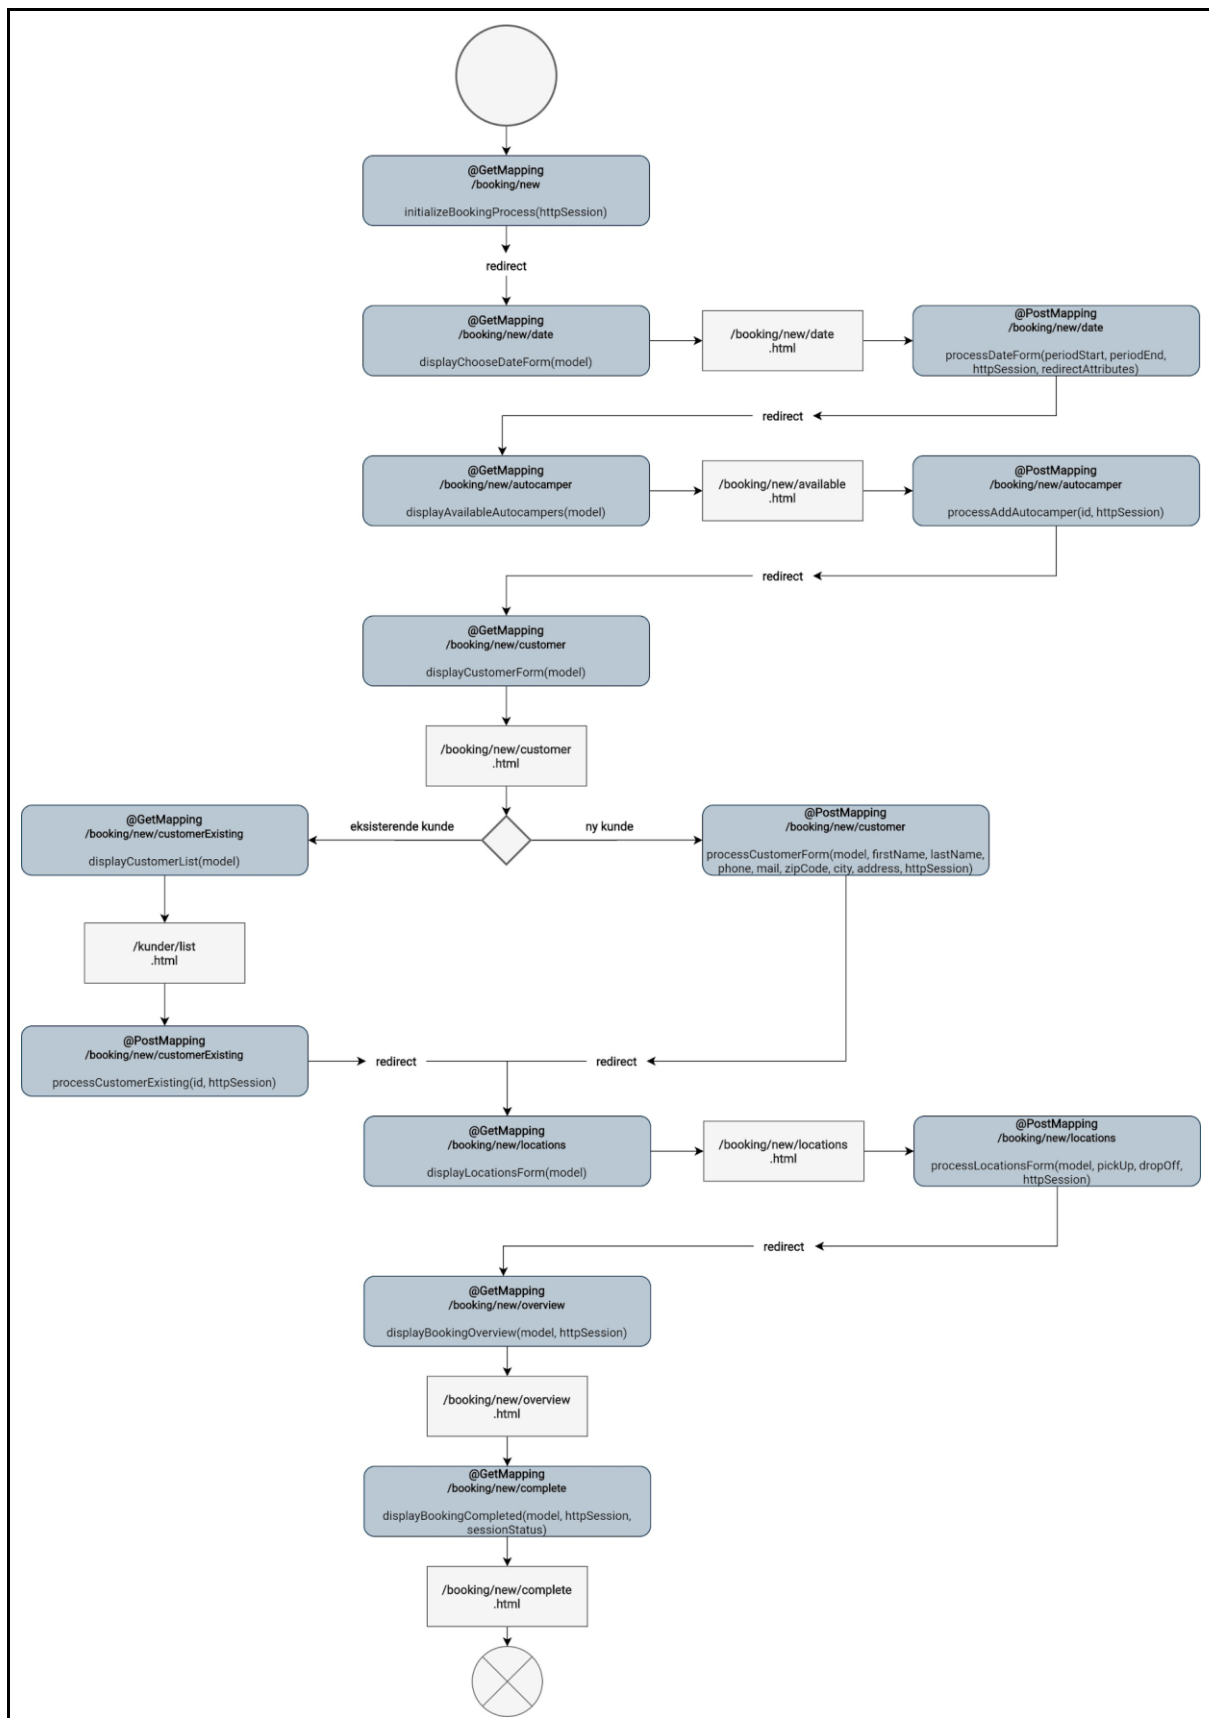 @GetMapping
/booking/new
initializeBookingProcess(httpSession)
redirect
@GetMapping
/booking/new/date
displayChooseDateForm(model)
/booking/new/date
.html
@PostMapping
/booking/new/date
processDateForm(periodStart, periodEnd,
httpSession, redirectAttributes)
redirect
@GetMapping
/booking/new/autocamper
displayAvailableAutocampers(model)
/booking/new/available
.html
@PostMapping
/booking/new/autocamper
processAddAutocamper(id, httpSession)
redirect
@GetMapping
/booking/new/customer
displayCustomerForm(model)
/booking/new/customer
.html
eksisterende kunde
ny kunde
@GetMapping
/booking/new/customerExisting
displayCustomerList(model)
@PostMapping
/booking/new/customer
processCustomerForm(model, firstName, lastName,
phone, mail, zipCode, city, address, httpSession)
/kunder/list
.html
@PostMapping
/booking/new/customerExisting
processCustomerExisting(id, httpSession)
redirect
redirect
@GetMapping
/booking/new/locations
displayLocationsForm(model)
/booking/new/locations
.html
@PostMapping
/booking/new/locations
processLocationsForm(model, pickUp, dropOff,
httpSession)
redirect
@GetMapping
/booking/new/overview
displayBookingOverview(model, httpSession)
/booking/new/overview
.html
@GetMapping
/booking/new/complete
displayBookingCompleted(model, httpSession,
sessionStatus)
/booking/new/complete
.html